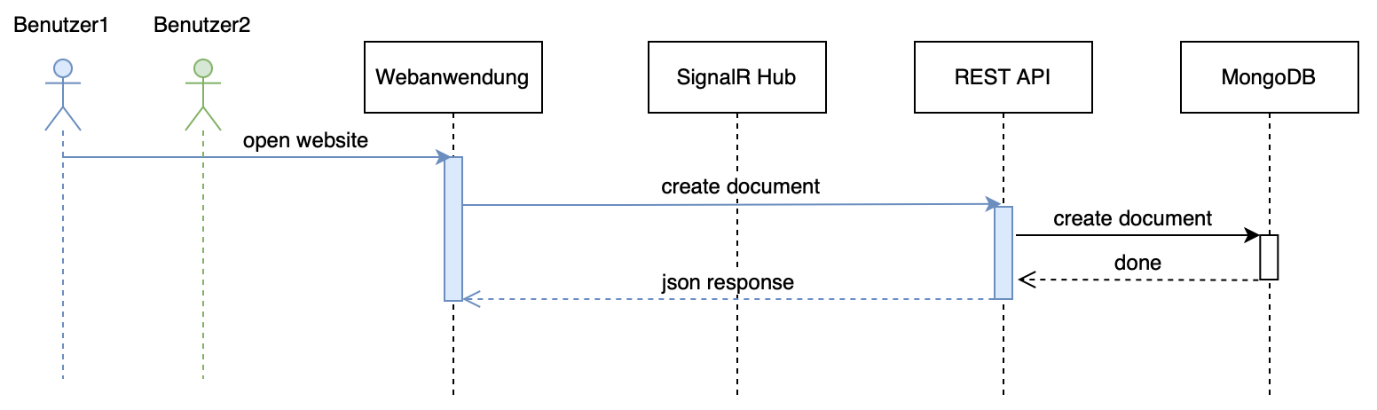 Benutzer1
Benutzer2
Webanwendung
SignalR Hub
REST API
MongoDB
open website
create document
create document
done
json response